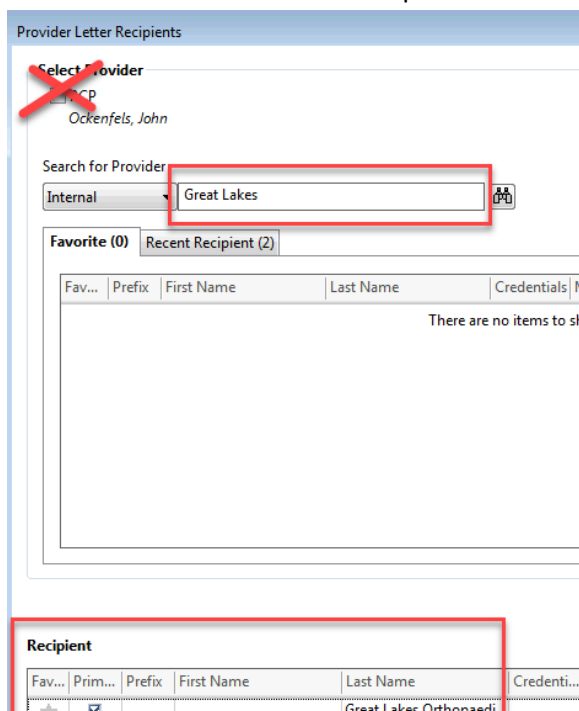 Provider Letter Recipients
Select Provider
PCP
Ockenfels, John
Search for Provider
Internal Great Lakes
Favorite (0) Recent Recipient (2)
Fav... Prefix First Name Last Name Credentials
There are no items to
Recipient
Fav... Prim... Prefix First Name Last Name Credenti...
Great Lakes Orthopaedi